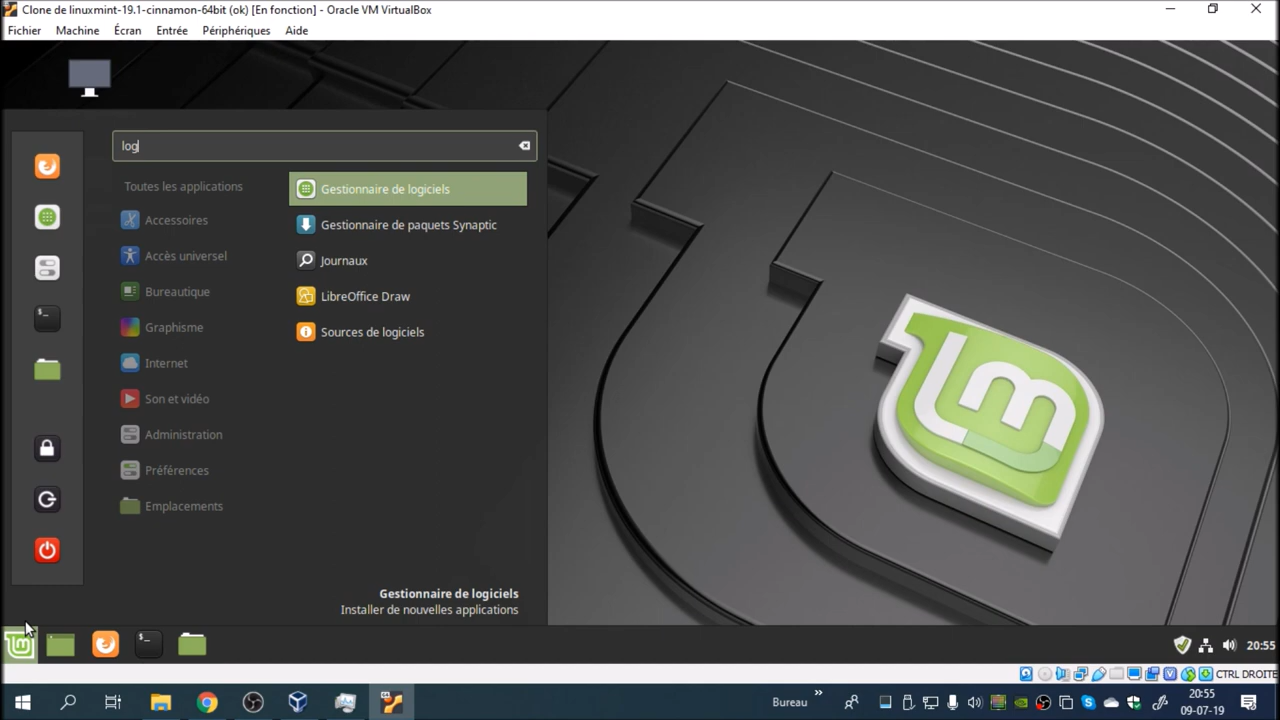 Clone de linuxmint-19.1-cinnamon-64bit (ok) [En fonction] - Oracle VM VirtualBox
Fichier Machine Écran Entrée Périphériques Aide
log
Toutes les applications
Accessoires
Accès universel
Bureautique
Graphisme
Internet
Son et vidéo
Administration
Préférences
Emplacements
Gestionnaire de logiciels
Gestionnaire de paquets Synaptic
Journaux
LibreOffice Draw
Sources de logiciels
Gestionnaire de logiciels
Installer de nouvelles applications
20:55
CTRL DROITE
Bureau
20:55
09-07-19